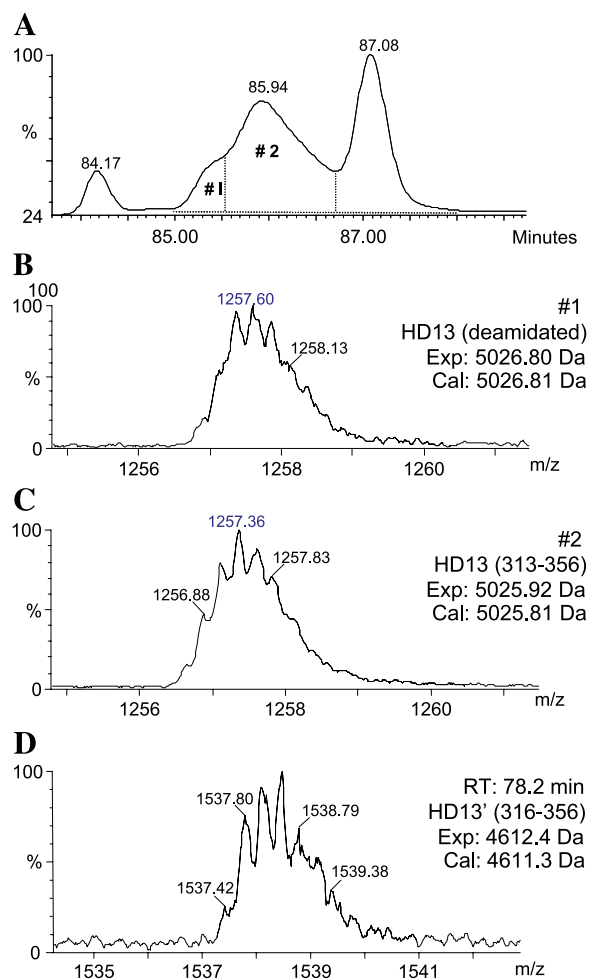 A
100
87.08
85.94
%
# 2
84.17
# 1
24
85.00
87.00
Minutes
B
100
100
1257.60
#1
HD13 (deamidated)
1258.13
Exp: 5026.80 Da
%
Cal: 5026.81 Da
0
1256
1258
1260
m/z
C
1257.36
100
#2
1257.83
HD13 (313-356)
1256.88
Exp: 5025.92 Da
%
Cal: 5025.81 Da
0
1256
1258
1260
m/z
D
100
RT: 78.2 min
1537.80
1538.79
HD13' (316-356)
Exp: 4612.4 Da
%
Cal: 4611.3 Da
1537.42
1539.38
0
1535
1537
1539
1541
m/z